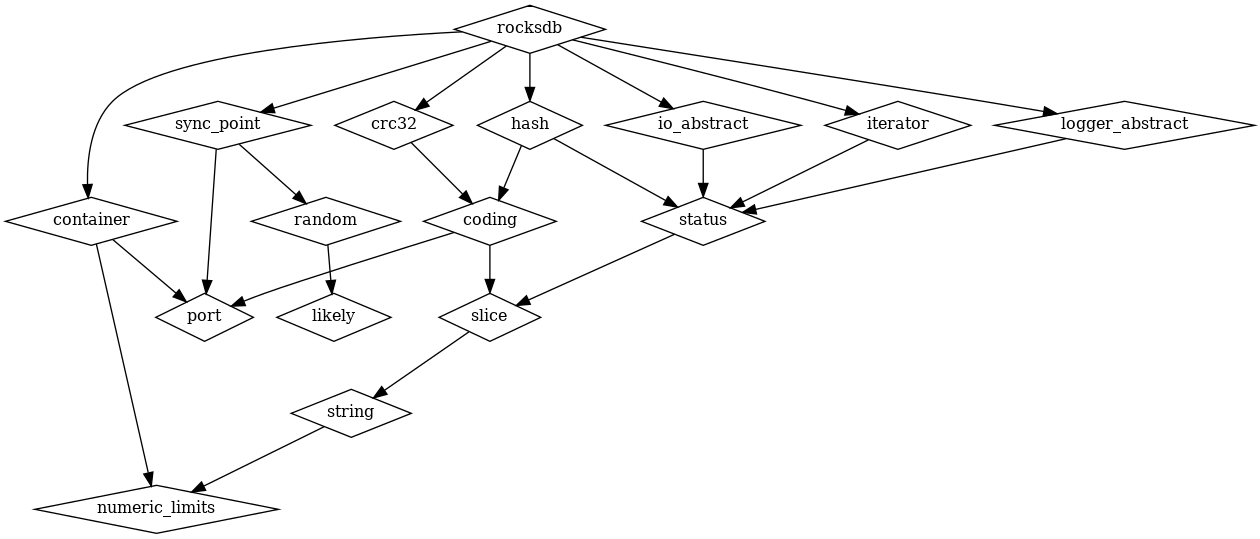 rocksdb
sync_point
crc32
hash
io_abstract
iterator
logger_abstract
container
random
coding
status
port
likely
slice
string
numeric_limits